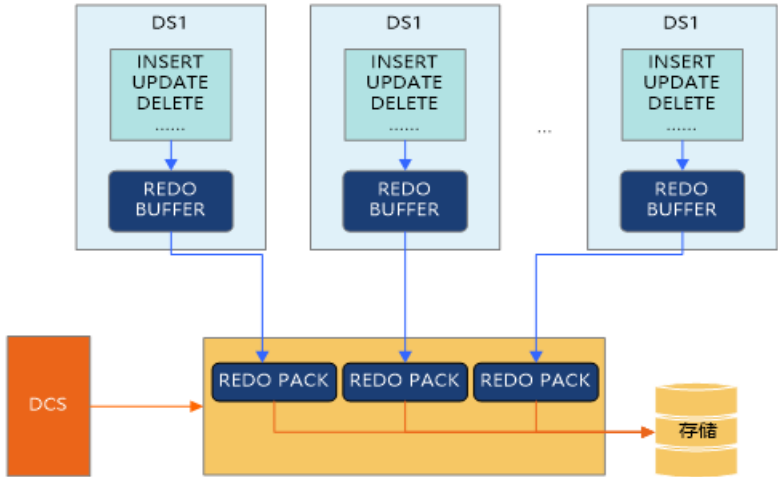 DS1
INSERT
UPDATE
DELETE
......
REDO
BUFFER
DS1
INSERT
UPDATE
DELETE
......
REDO
BUFFER
...
DS1
INSERT
UPDATE
DELETE
......
REDO
BUFFER
DCS
REDO PACK
REDO PACK
REDO PACK
存储